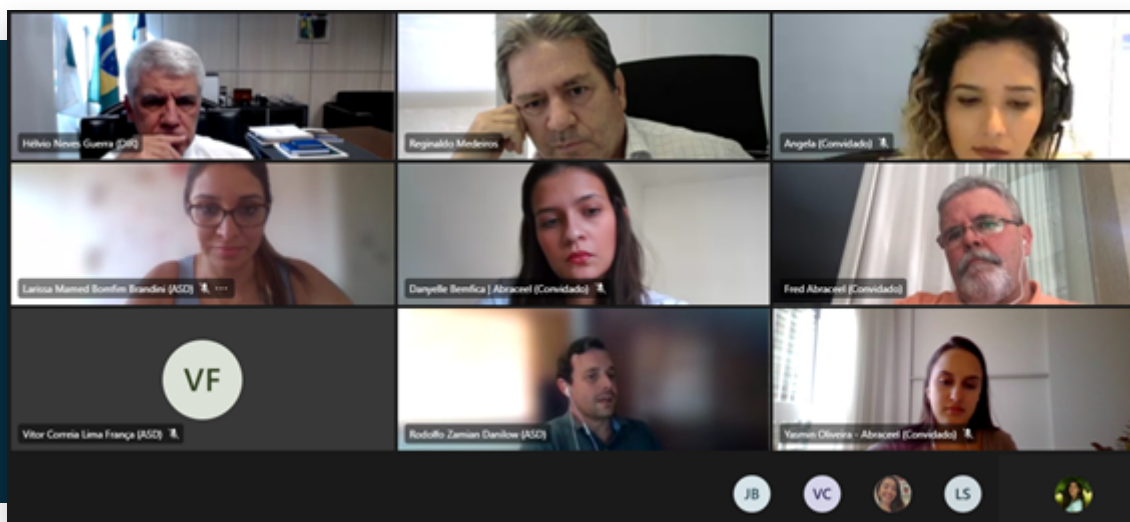 Hélvio Neves Guerra (DIR)
Reginaldo Medeiros
Angela (Convidado)
Larissa Mamed Bomfim Brandini (ASD)
Danyelle Bemfica | Abraceel (Convidado)
Fred Abraceel (Convidado)
VF
Vitor Correia Lima França (ASD)
Rodolfo Zamian Danilow (ASD)
Yasmin Oliveira - Abraceel (Convidado)
JB
VC
LS